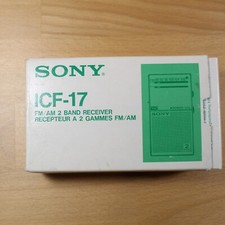 SONY
ICF-17
FM/AM 2 BAND RECEIVER
RECEPTEUR A 2 GAMMES FM/AM